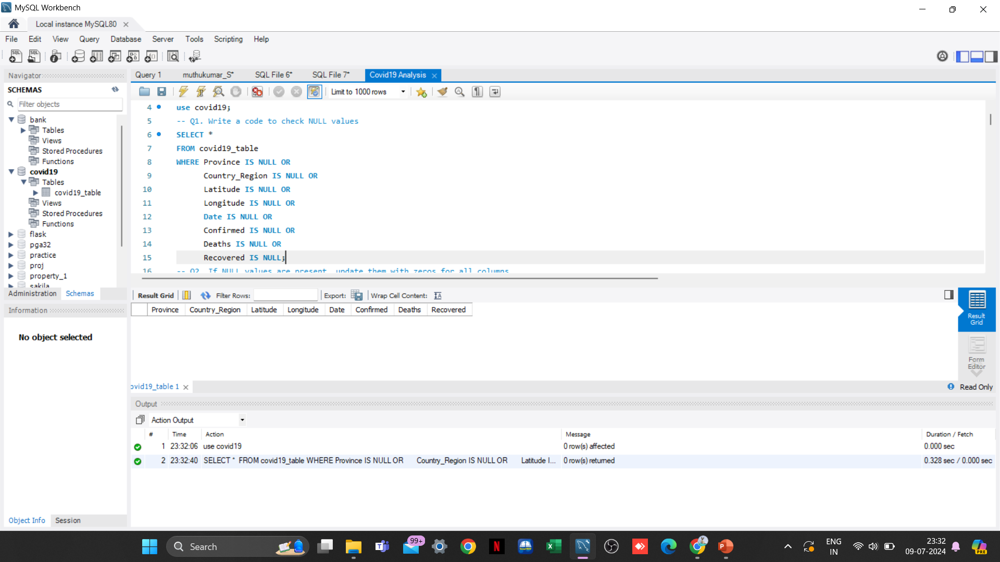 MySQL Workbench
Local instance MySQL80
File Edit View Query Database Server Tools Scripting Help
Navigator
SCHEMAS
Filter objects
bank
Tables
Views
Stored Procedures
Functions
covid19
Tables
covid19_table
Views
Stored Procedures
Functions
flask
pga32
practice
proj
property_1
sakila
Administration Schemas
Information
No object selected
Object Info Session
Query 1 muthukumar_S* SQL File 6* SQL File 7* Covid19 Analysis
Limit to 1000 rows
4 use covid19;
5 -- Q1. Write a code to check NULL values
6 SELECT *
7 FROM covid19_table
8 WHERE Province IS NULL OR
9 Country_Region IS NULL OR
10 Latitude IS NULL OR
11 Longitude IS NULL OR
12 Date IS NULL OR
13 Confirmed IS NULL OR
14 Deaths IS NULL OR
15 Recovered IS NULL;
16 -- Q2. If NULL values are present, update them with zeros for all columns
Result Grid Filter Rows: Export: Wrap Cell Content:
Province Country_Region Latitude Longitude Date Confirmed Deaths Recovered
Result
Grid
Form
Editor
ovid19_table 1
Read Only
Output
Action Output
# Time Action Message Duration / Fetch
1 23:32:06 use covid19 0 row(s) affected 0.000 sec
2 23:32:40 SELECT * FROM covid19_table WHERE Province IS NULL OR Country_Region IS NULL OR Latitude I... 0 row(s) returned 0.328 sec / 0.000 sec
Search
99+
ENG
IN
23:32
09-07-2024
PRE